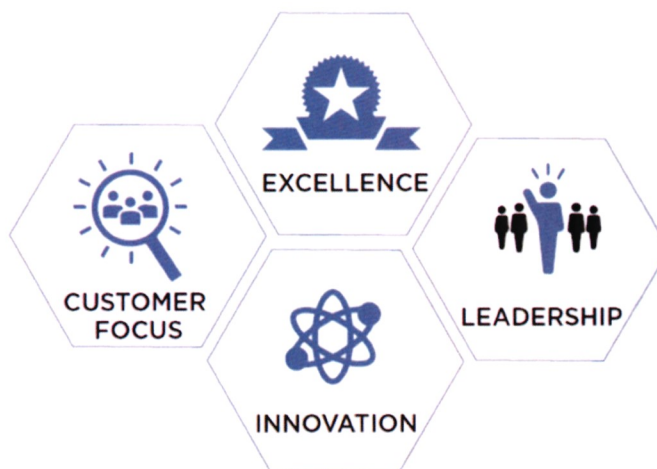 EXCELLENCE
CUSTOMER
FOCUS
LEADERSHIP
INNOVATION